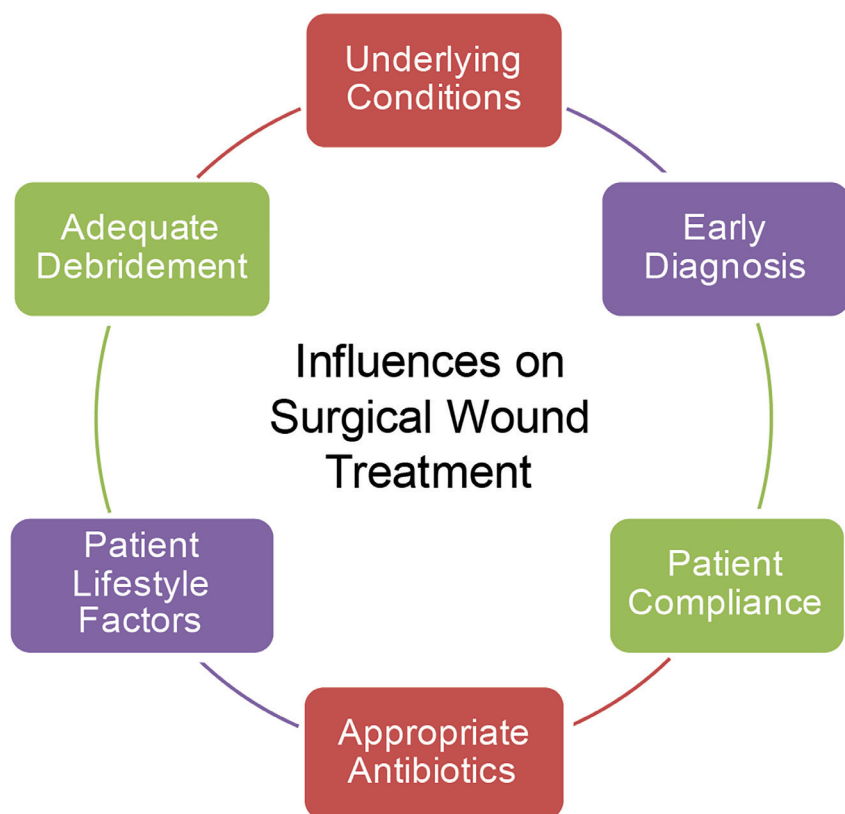 Underlying
Conditions
Early
Diagnosis
Patient
Compliance
Appropriate
Antibiotics
Patient
Lifestyle
Factors
Adequate
Debridement
Influences on
Surgical Wound
Treatment